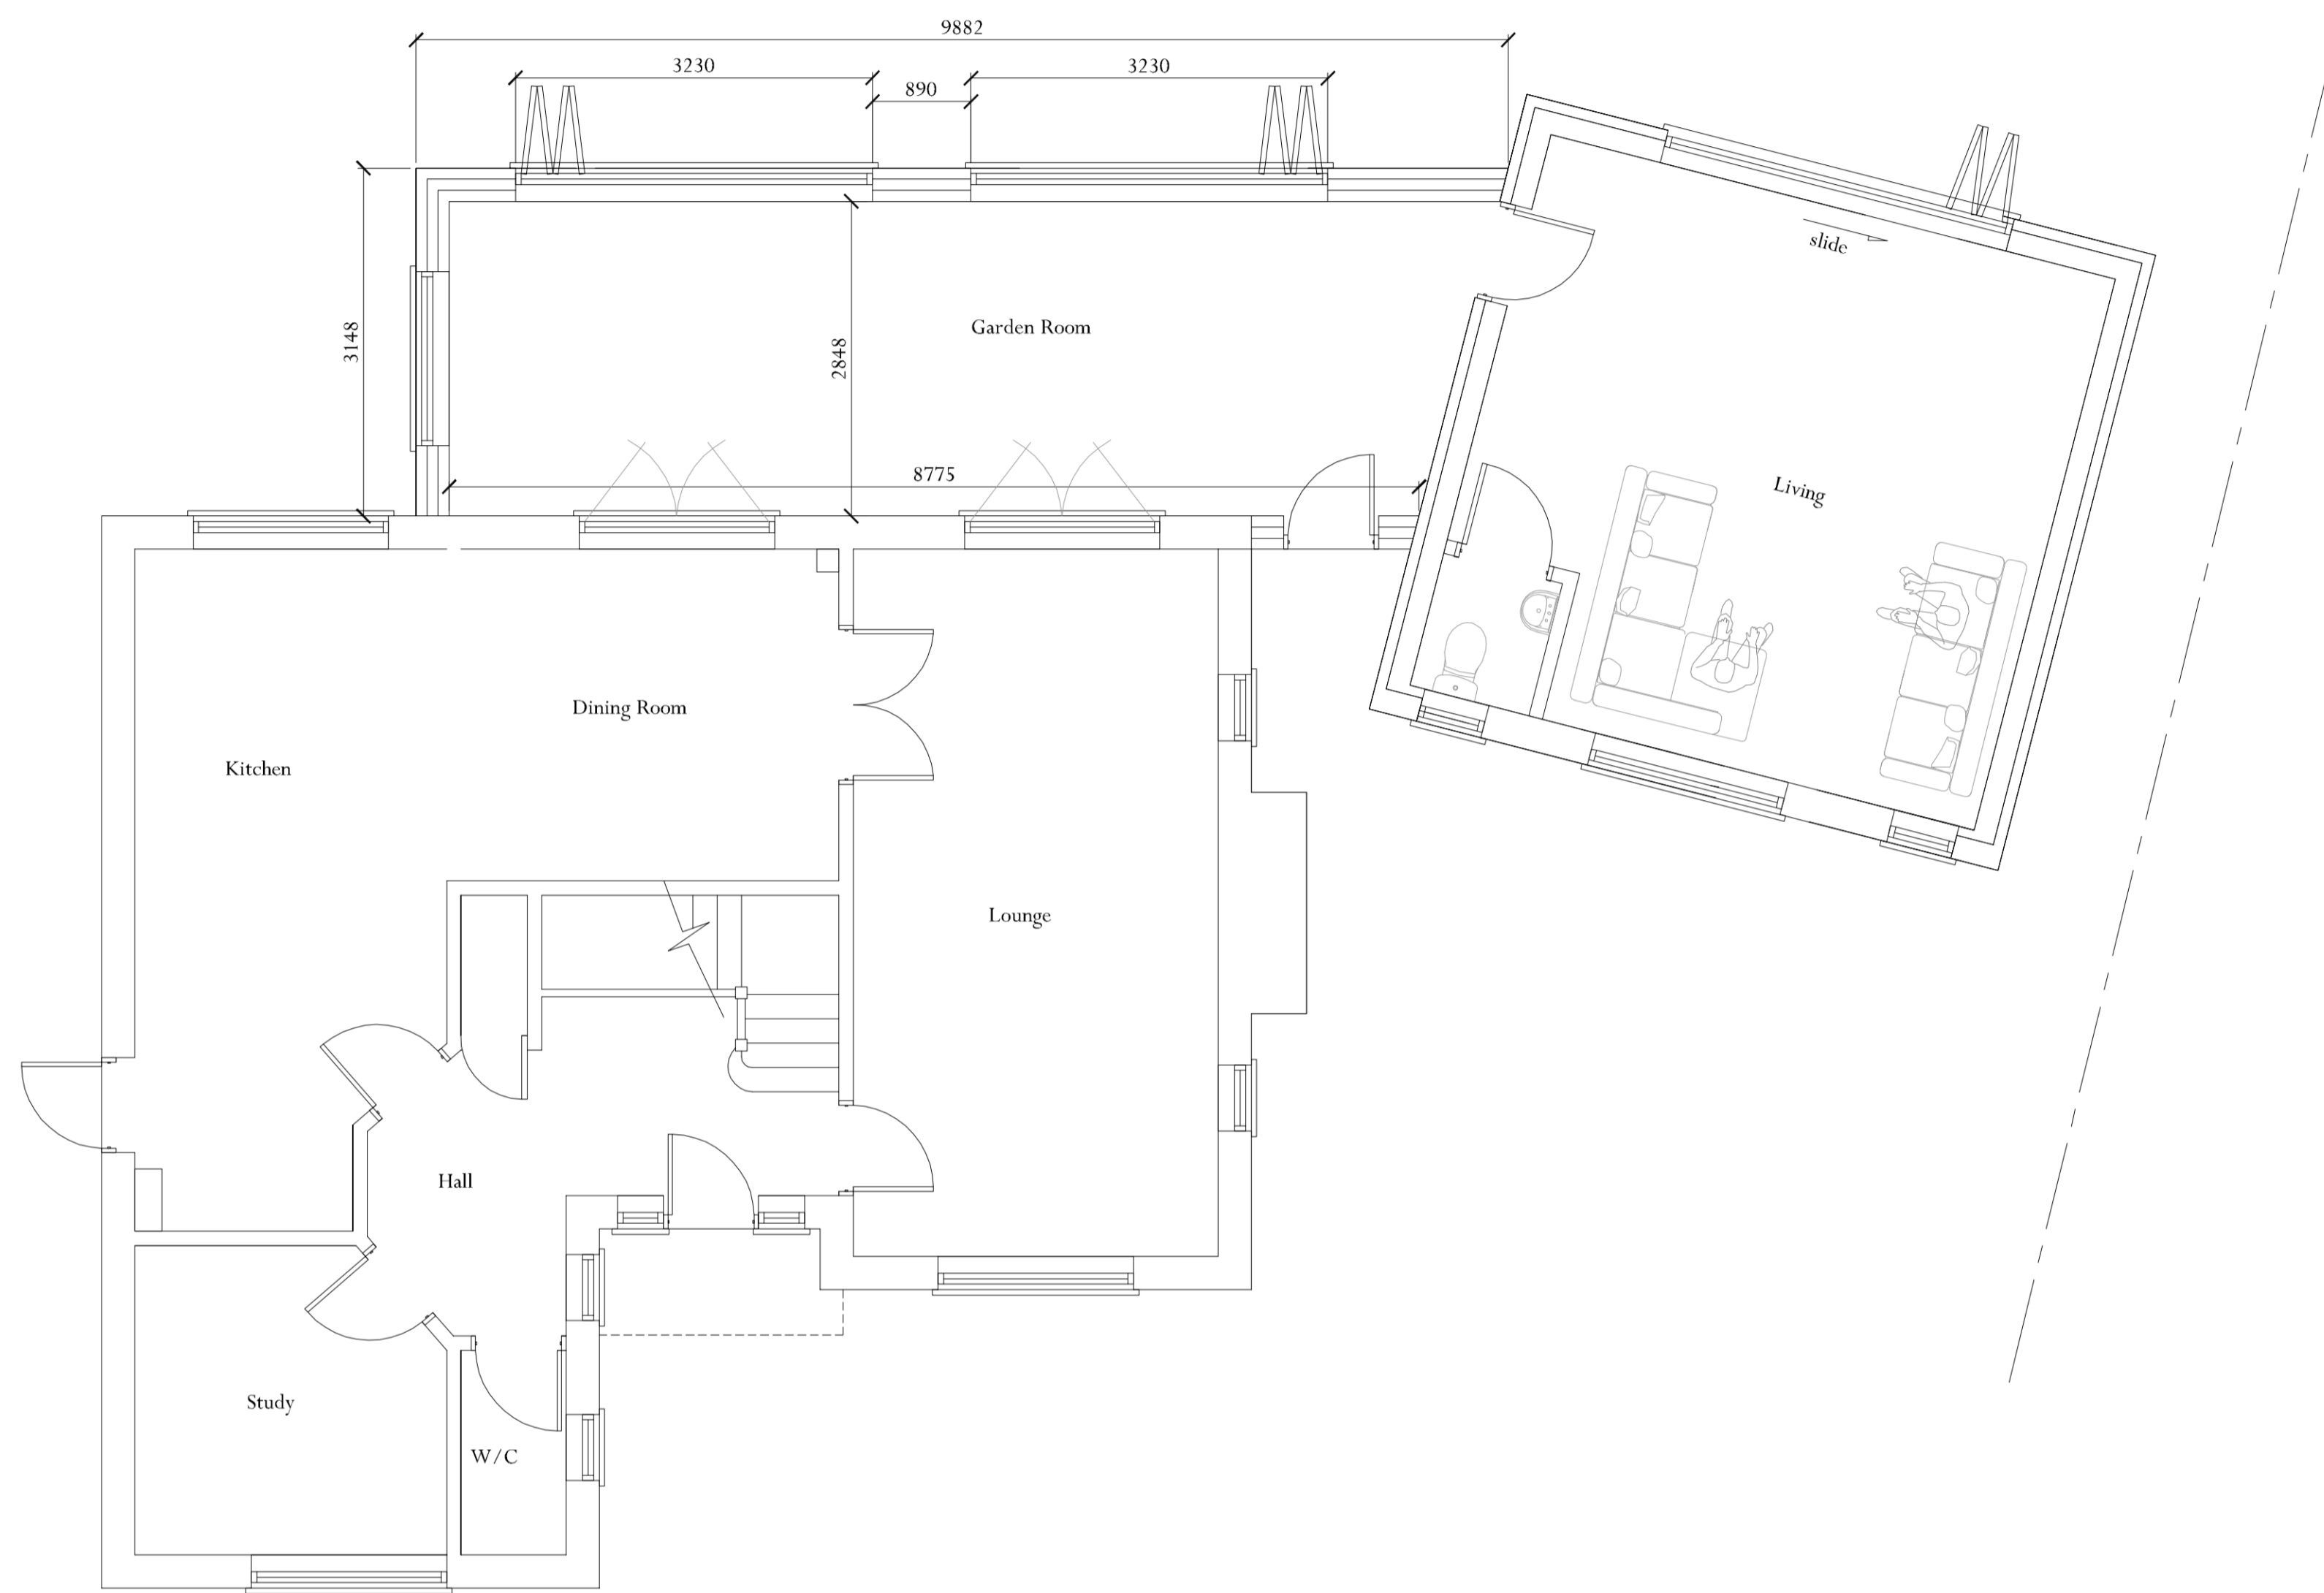 9882
3230
3230
890
slide
3148
Garden Room
2848
8775
Living
Dining Room
Kitchen
Lounge
Hall
Study
W/C